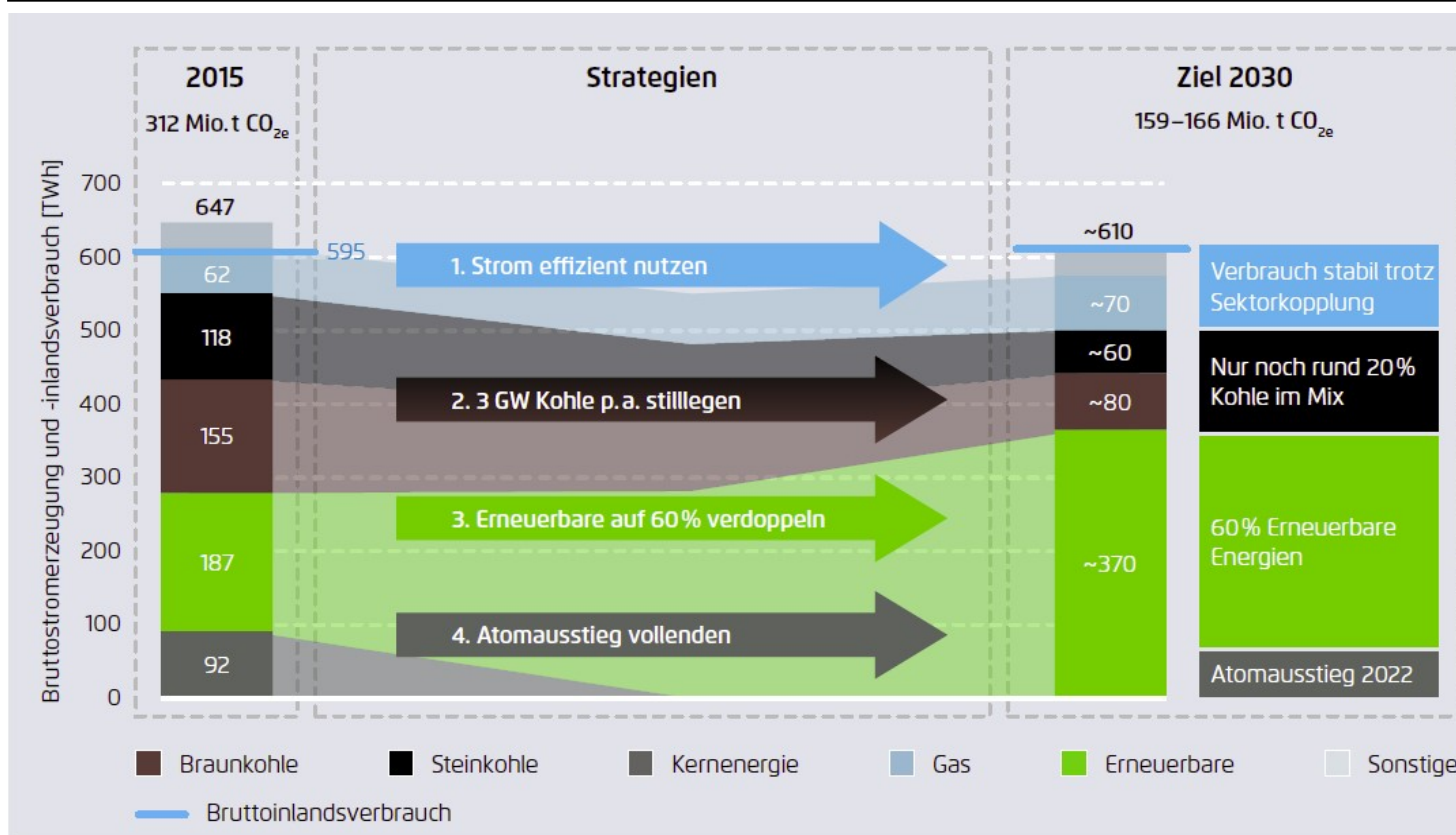 2015
312 Mio. t CO2e
Strategien
Ziel 2030
159–166 Mio. t CO2e
Bruttostromerzeugung und -inlandsverbrauch [TWh]
700
600
500
400
300
200
100
0
647
595
62
118
155
187
92
1. Strom effizient nutzen
2. 3 GW Kohle p. a. stilllegen
3. Erneuerbare auf 60 % verdoppeln
4. Atomausstieg vollenden
~610
~70
~60
~80
~370
Verbrauch stabil trotz
Sektorkopplung
Nur noch rund 20 %
Kohle im Mix
60 % Erneuerbare
Energien
Atomausstieg 2022
Braunkohle
Steinkohle
Kernenergie
Gas
Erneuerbare
Sonstige
Bruttoinlandsverbrauch